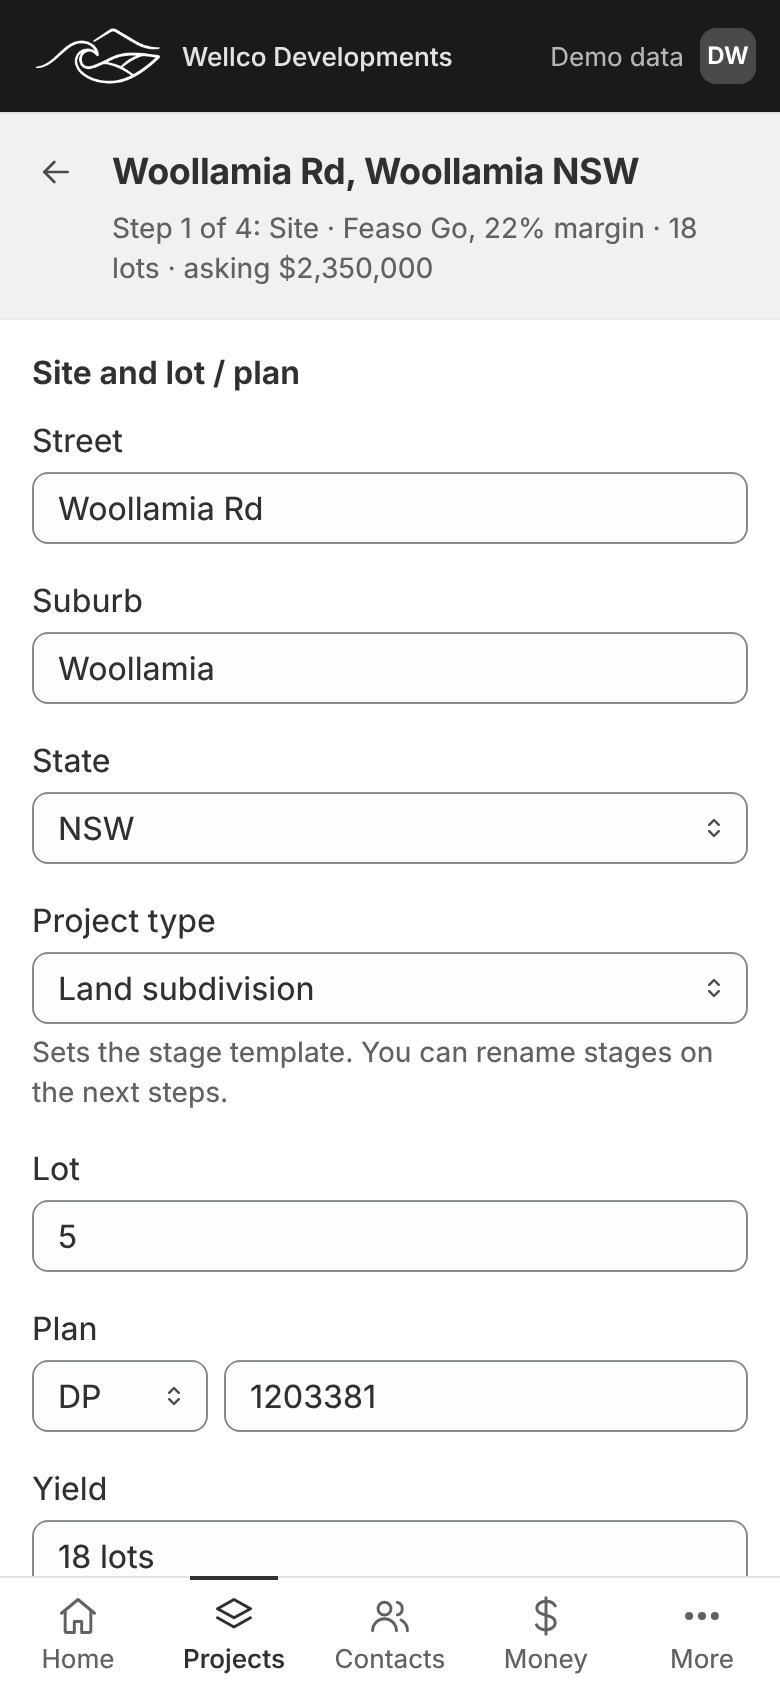 Wellco Developments
Demo data
DW
Woollamia Rd, Woollamia NSW
Step 1 of 4: Site · Feaso Go, 22% margin · 18
lots · asking $2,350,000
Site and lot / plan
Street
Woollamia Rd
Suburb
Woollamia
State
NSW
Project type
Land subdivision
Sets the stage template. You can rename stages on
the next steps.
Lot
5
Plan
DP
1203381
Yield
18 lots
Home
Projects
Contacts
Money
More